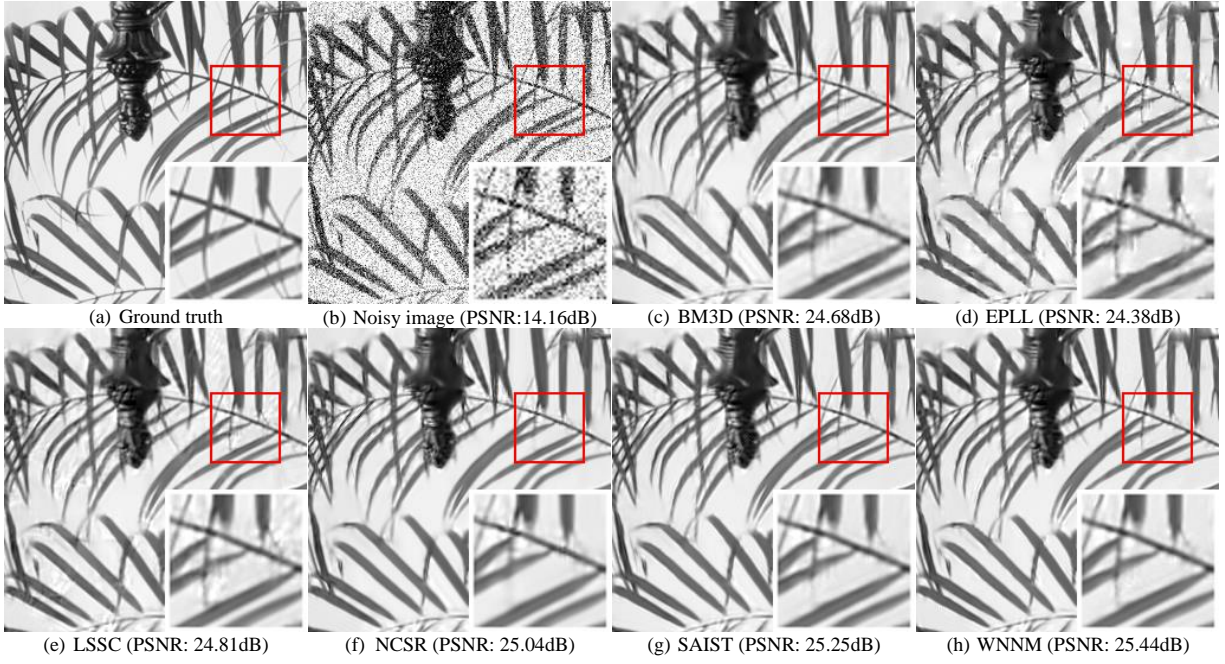 (a) Ground truth
(b) Noisy image (PSNR:14.16dB)
(c) BM3D (PSNR: 24.68dB)
(d) EPLL (PSNR: 24.38dB)
(e) LSSC (PSNR: 24.81dB)
(f) NCSR (PSNR: 25.04dB)
(g) SAIST (PSNR: 25.25dB)
(h) WNNM (PSNR: 25.44dB)